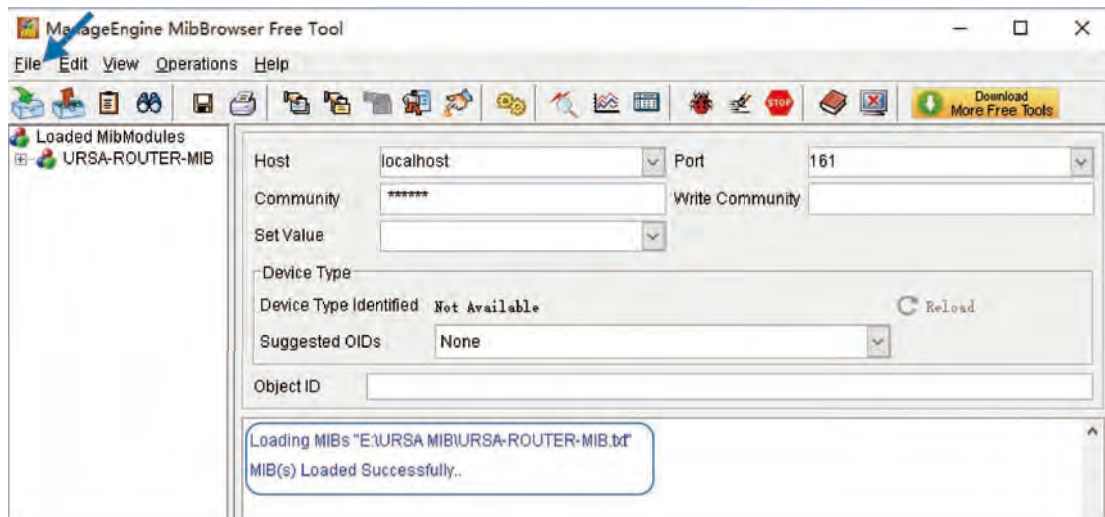 ManageEngine MibBrowser Free Tool
File Edit View Operations Help
STOP
Download
More Free Tools
Loaded MibModules
URSA-ROUTER-MIB
Host localhost Port 161
Community ****** Write Community
Set Value
Device Type
Device Type Identified Not Available Reload
Suggested OIDs None
Object ID
Loading MIBs "E:\URSA MIB\URSA-ROUTER-MIB.txt"
MIB(s) Loaded Successfully..